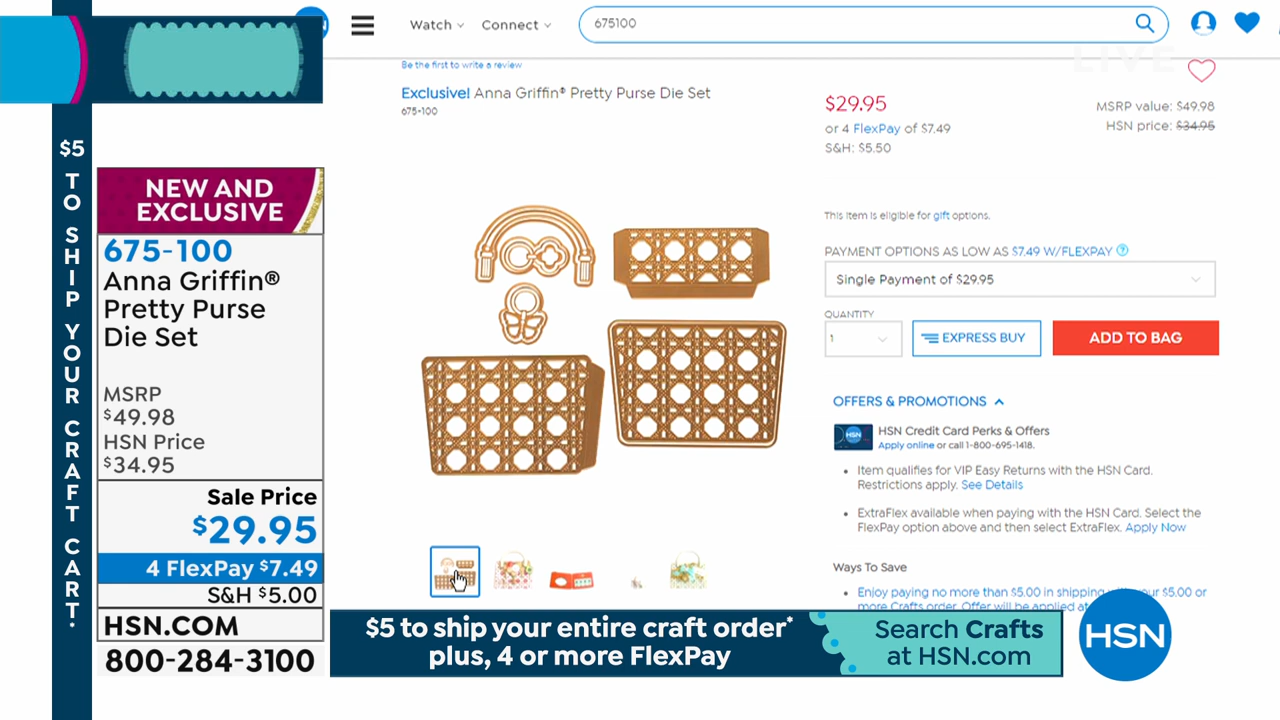 Watch
Connect
675100
LIVE
Be the first to write a review
Exclusive! Anna Griffin® Pretty Purse Die Set
675-100
$29.95
or 4 FlexPay of $7.49
S&H: $5.50
MSRP value: $49.98
HSN price: $34.95
This item is eligible for gift options.
PAYMENT OPTIONS AS LOW AS $7.49 W/FLEXPAY ?
Single Payment of $29.95
QUANTITY
1
EXPRESS BUY
ADD TO BAG
OFFERS & PROMOTIONS
HSN
HSN Credit Card Perks & Offers
Apply online or call 1-800-695-1418.
• Item qualifies for VIP Easy Returns with the HSN Card.
Restrictions apply. See Details
• ExtraFlex available when paying with the HSN Card. Select the
FlexPay option above and then select ExtraFlex. Apply Now
Ways To Save
• Enjoy paying no more than $5.00 in shipping with your $5.00 or
more Crafts order. Offer will be applied at
$5 TO SHIP YOUR CRAFT CART.*
NEW AND
EXCLUSIVE
675-100
Anna Griffin®
Pretty Purse
Die Set
MSRP
$49.98
HSN Price
$34.95
Sale Price
$29.95
4 FlexPay $7.49
S&H $5.00
HSN.COM
800-284-3100
$5 to ship your entire craft order*
plus, 4 or more FlexPay
Search Crafts
at HSN.com
HSN